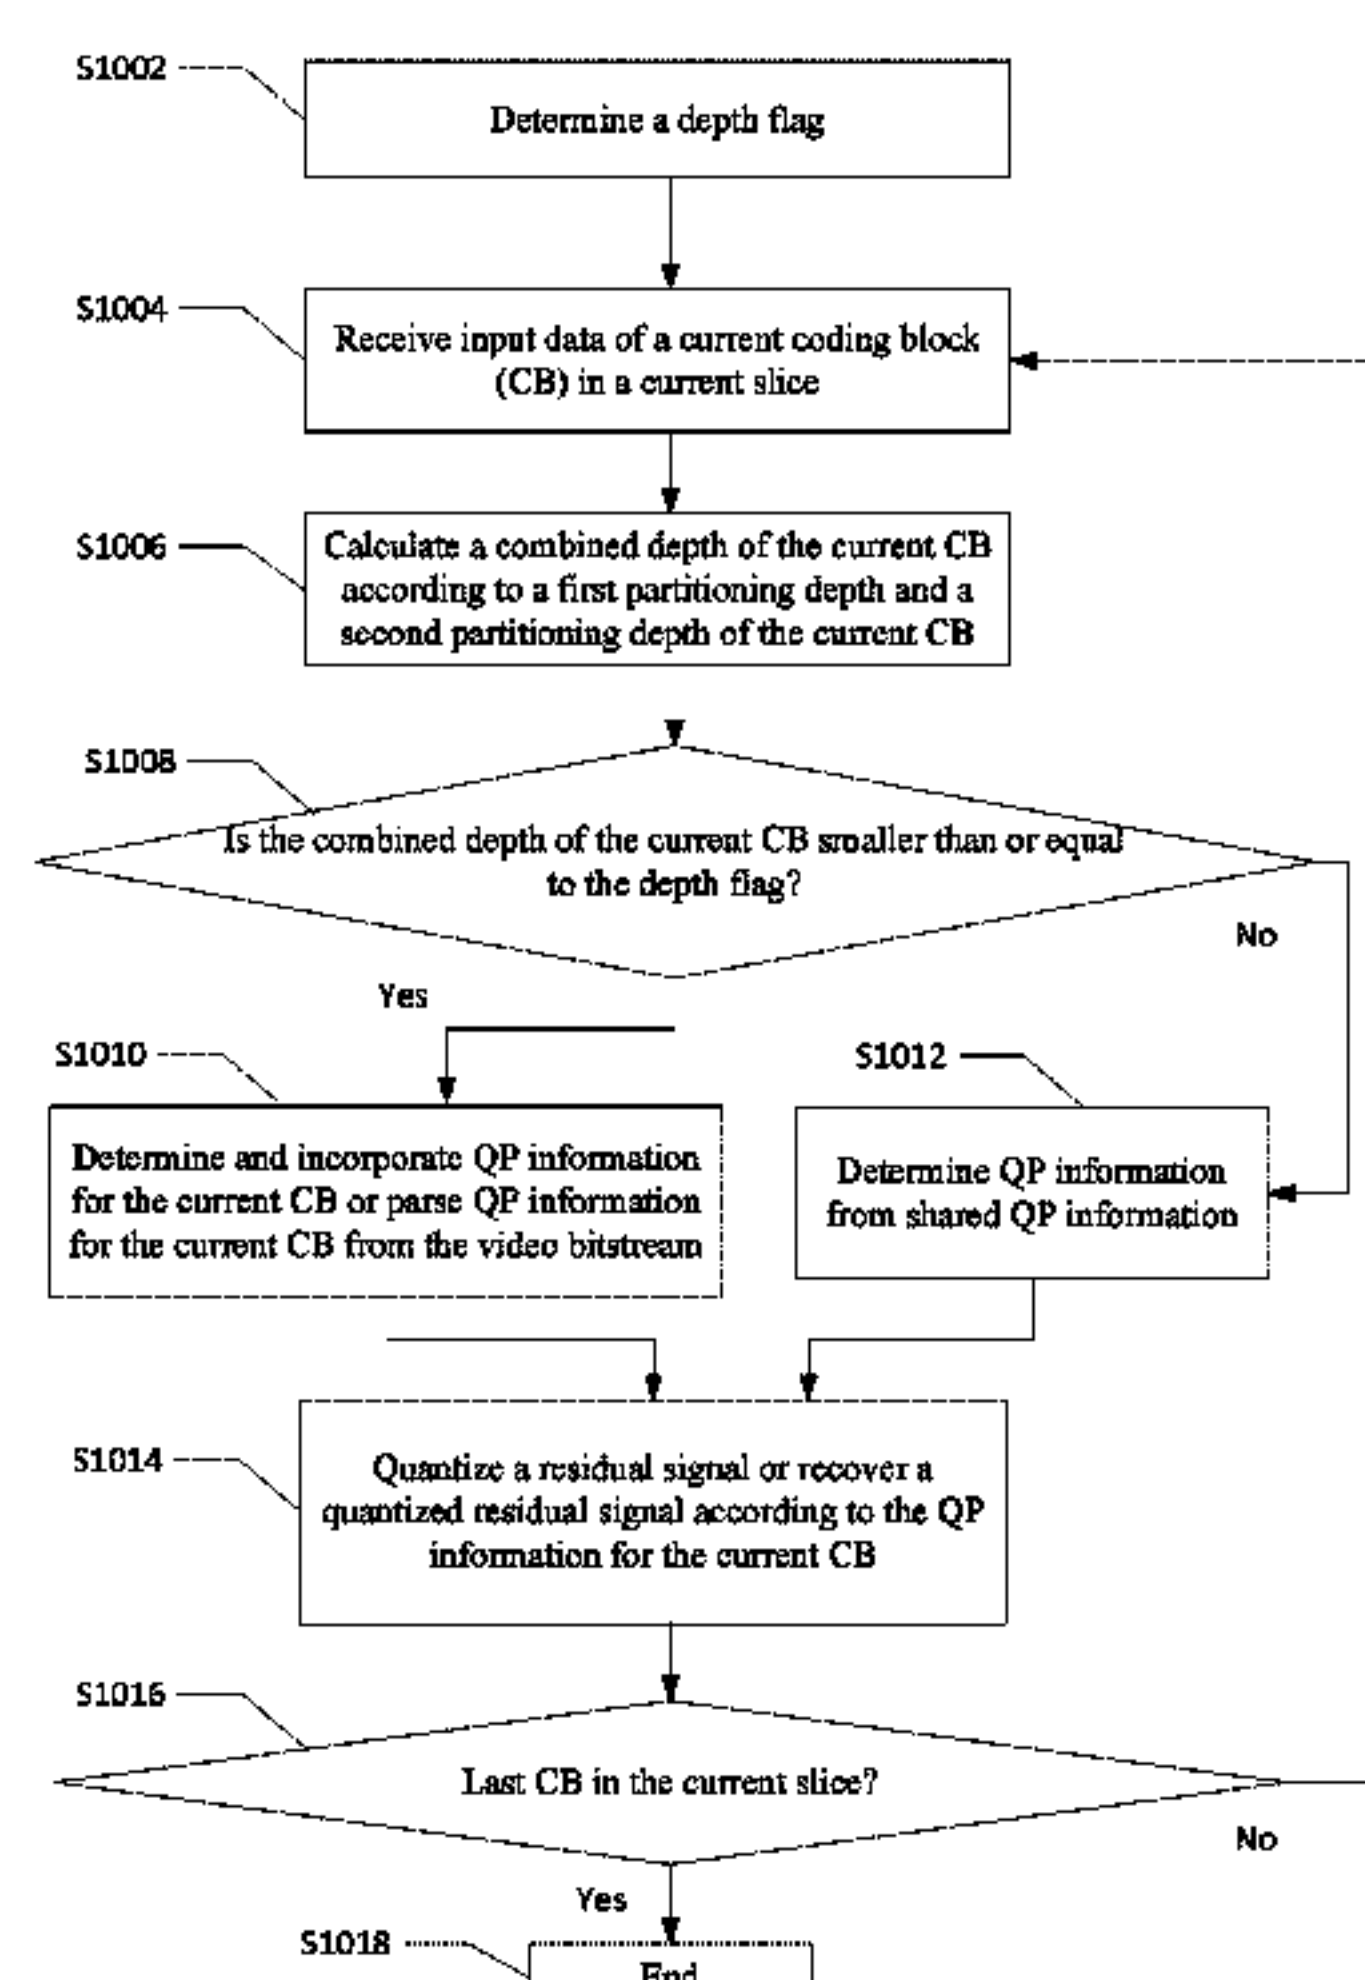 S1002
Determine a depth flag
S1004
Receive input data of a current coding block
(CB) in a current slice
S1006
Calculate a combined depth of the current CB
according to a first partitioning depth and a
second partitioning depth of the current CB
S1008
Is the combined depth of the current CB smaller than or equal
to the depth flag?
No
Yes
S1010
S1012
Determine and incorporate QP information
for the current CB or parse QP information
for the current CB from the video bitstream
Determine QP information
from shared QP information
S1014
Quantize a residual signal or recover a
quantized residual signal according to the QP
information for the current CB
S1016
Last CB in the current slice?
No
Yes
S1018
End